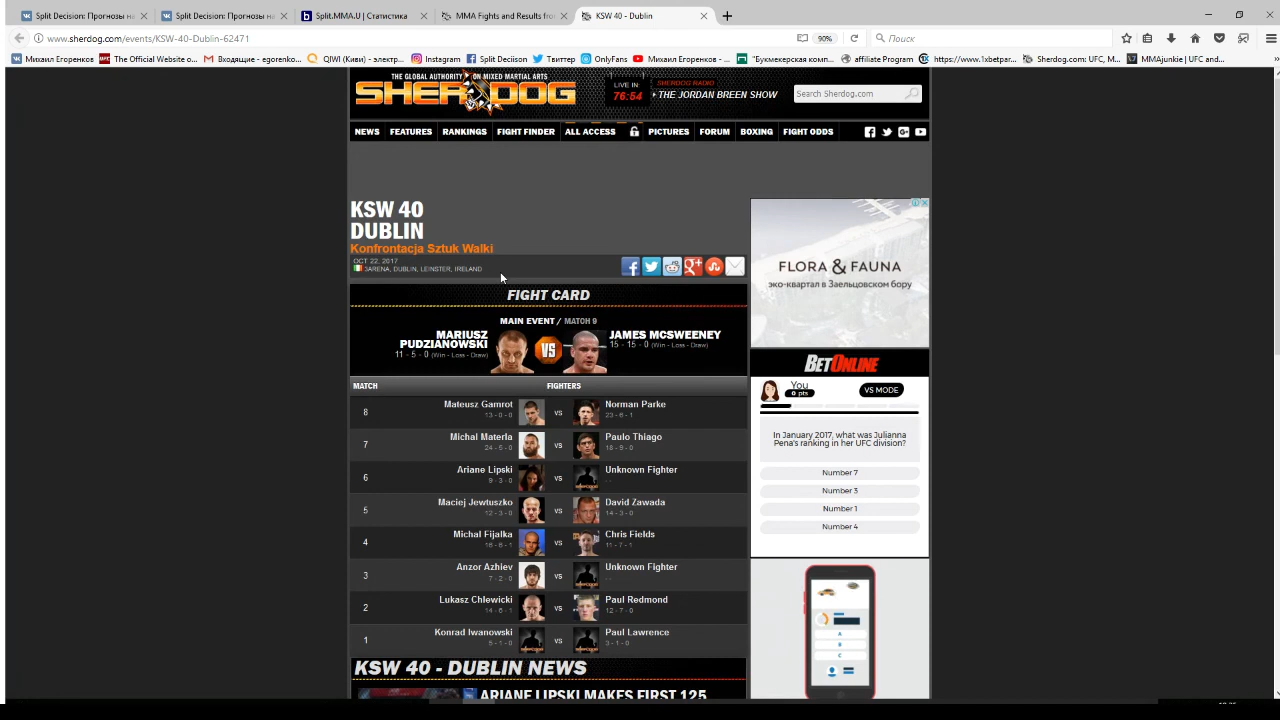 Split Decision: Прогнозы на
Split Decision: Прогнозы на
Split.MMA.U | Статистика
MMA Fights and Results fro
KSW 40 - Dublin
www.sherdog.com/events/KSW-40-Dublin-62471
90%
Поиск
Михаил Егоренков
The Official Website o...
Входящие - egorenko...
QIWI (Киви) - электр...
Instagram
Split Decision
Твиттер
OnlyFans
Михаил Егоренков - ...
"Букмекерская компа...
affiliate Program
https://www.1xbetpar...
Sherdog.com: UFC, M...
MMAjunkie | UFC and...
THE GLOBAL AUTHORITY ON MIXED MARTIAL ARTS
SHERDOG
LIVE IN:
76:54
SHERDOG RADIO
THE JORDAN BREEN SHOW
Search Sherdog.com
NEWS FEATURES RANKINGS FIGHT FINDER ALL ACCESS PICTURES FORUM BOXING FIGHT ODDS
KSW 40
DUBLIN
Konfrontacja Sztuk Walki
OCT 22, 2017
3ARENA, DUBLIN, LEINSTER, IRELAND
FIGHT CARD
MAIN EVENT / MATCH 9
MARIUSZ
PUDZIANOWSKI
11 - 5 - 0 (Win - Loss - Draw)
VS
JAMES MCSWEENEY
15 - 15 - 0 (Win - Loss - Draw)
MATCH FIGHTERS
8 Mateusz Gamrot vs Norman Parke
13 - 0 - 0 23 - 6 - 1
7 Michal Materla vs Paulo Thiago
24 - 5 - 0 18 - 9 - 0
6 Ariane Lipski vs Unknown Fighter
9 - 3 - 0 - -
5 Maciej Jewtuszko vs David Zawada
12 - 3 - 0 14 - 3 - 0
4 Michal Fijalka vs Chris Fields
16 - 6 - 1 11 - 7 - 1
3 Anzor Azhiev vs Unknown Fighter
7 - 2 - 0 - -
2 Lukasz Chlewicki vs Paul Redmond
14 - 6 - 1 12 - 7 - 0
1 Konrad Iwanowski vs Paul Lawrence
5 - 1 - 0 3 - 1 - 0
KSW 40 - DUBLIN NEWS
ARIANE LIPSKI MAKES FIRST 125
FLORA & FAUNA
эко-квартал в Заельцовском бору
BETONLINE
You
0 pts
VS MODE
In January 2017, what was Julianna
Pena's ranking in her UFC division?
Number 7
Number 3
Number 1
Number 4
A
B
C